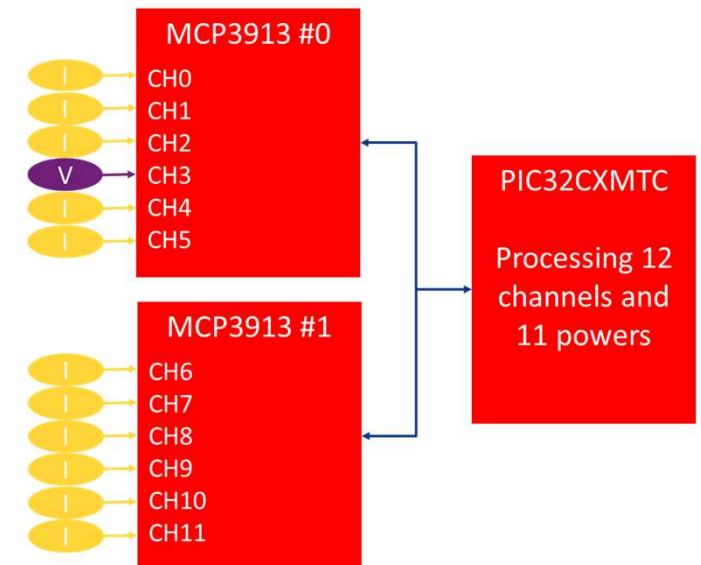 MCP3913 #0
I CH0
I CH1
I CH2
V CH3
I CH4
I CH5
MCP3913 #1
I CH6
I CH7
I CH8
I CH9
I CH10
I CH11
PIC32CXMTC
Processing 12
channels and
11 powers